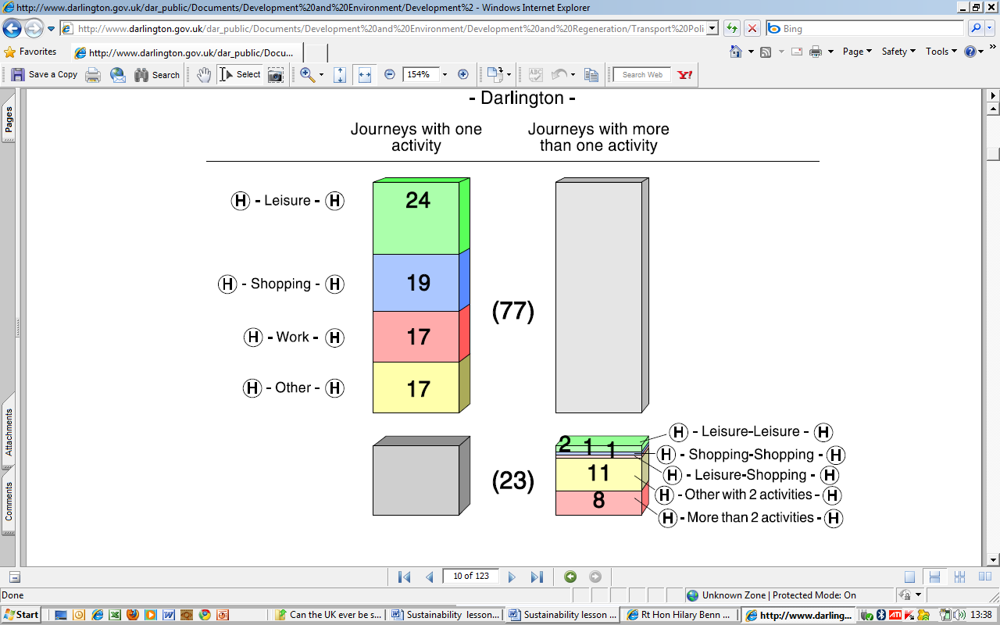 http://www.darlington.gov.uk/dar_public/Documents/Development%20and%20Environment/Development%2 - Windows Internet Explorer
http://www.darlington.gov.uk/dar_public/Documents/Development%20and%20Environment/Development%20and%20Regeneration/Transport%20Poli
Bing
Favorites
http://www.darlington.gov.uk/dar_public/Docu...
Page
Safety
Tools
Save a Copy
Search
Select
154%
Search Web
Y!
Pages
Attachments
Comments
- Darlington -
Journeys with one activity
Journeys with more than one activity
H - Leisure - H
24
H - Shopping - H
19
(77)
H - Work - H
17
H - Other - H
17
(23)
2 1 1
11
8
H - Leisure-Leisure - H
H - Shopping-Shopping - H
H - Leisure-Shopping - H
H - Other with 2 activities - H
H - More than 2 activities - H
10 of 123
Done
Unknown Zone | Protected Mode: On
Start
Can the UK ever be s...
Sustainability lesson...
Sustainability lesson ...
Rt Hon Hilary Benn ...
http://www.darling...
13:38